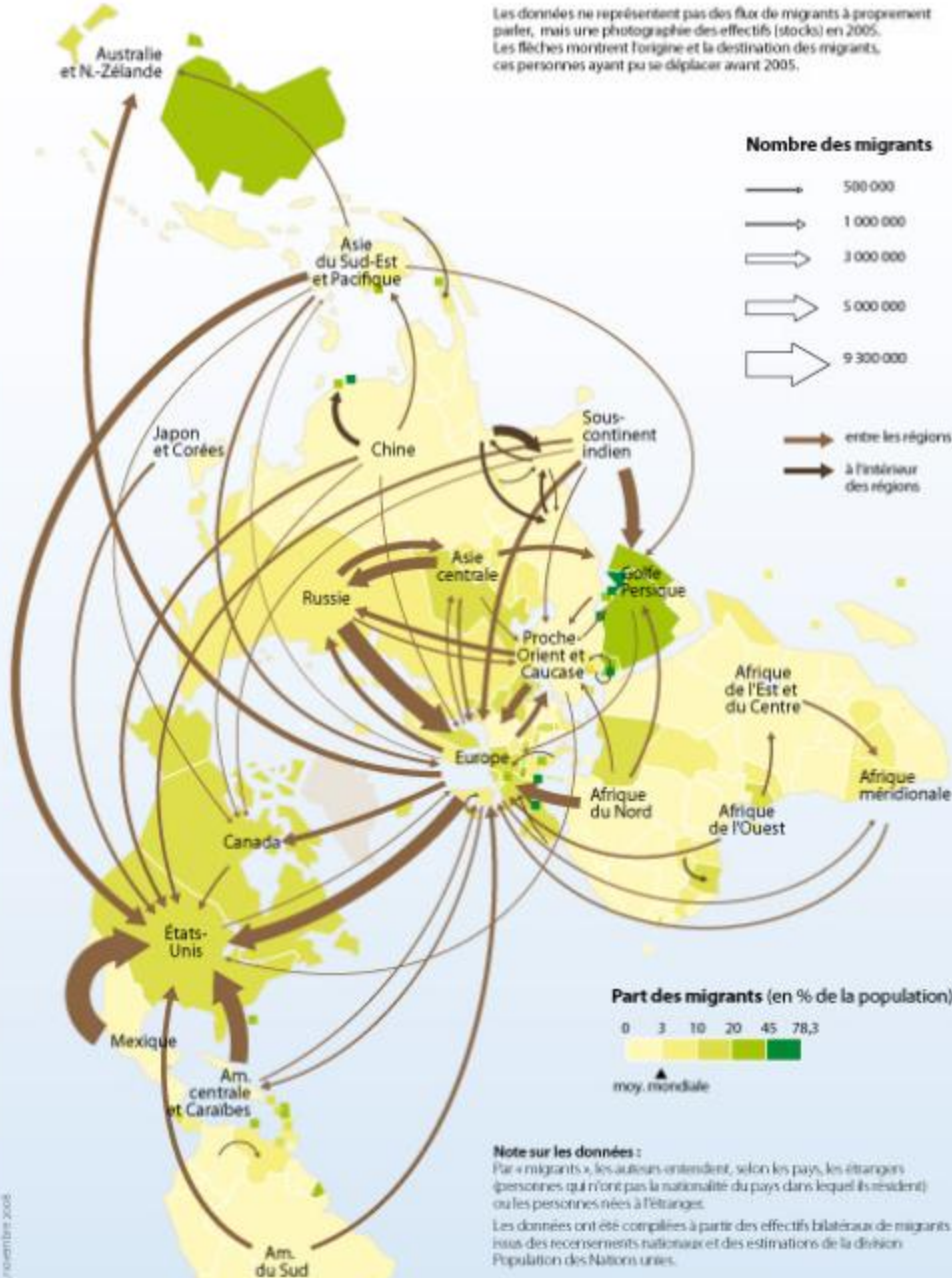 Les données ne représentent pas des flux de migrants à proprement
parler, mais une photographie des effectifs (stocks) en 2005.
Les flèches montrent l'origine et la destination des migrants,
ces personnes ayant pu se déplacer avant 2005.
Australie
et N.-Zélande
Nombre des migrants
500 000
1 000 000
3 000 000
5 000 000
9 300 000
entre les régions
à l'intérieur
des régions
Asie
du Sud-Est
et Pacifique
Japon
et Corées
Chine
Sous-
continent
indien
Asie
centrale
Russie
Golfe
Persique
Proche-
Orient et
Caucase
Afrique
de l'Est et
du Centre
Europe
Afrique
du Nord
Afrique
de l'Ouest
Afrique
méridionale
Canada
États-
Unis
Mexique
Am.
centrale
et Caraïbes
Am.
du Sud
Part des migrants (en % de la population)
0 3 10 20 45 78,3
moy. mondiale
Note sur les données :
Par « migrants », les auteurs entendent, selon les pays, les étrangers
(personnes qui n'ont pas la nationalité du pays dans lequel ils résident)
ou les personnes nées à l'étranger.
Les données ont été compilées à partir des effectifs bilatéraux de migrants
issus des recensements nationaux et des estimations de la division
Population des Nations unies.
novembre 2008